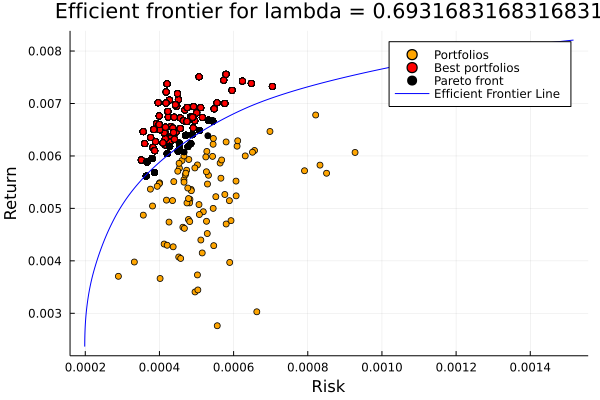 Efficient frontier for lambda = 0.6931683168316831
0.008
0.007
0.006
0.005
0.004
0.003
Return
Portfolios
Best portfolios
Pareto front
Efficient Frontier Line
0.0002 0.0004 0.0006 0.0008 0.0010 0.0012 0.0014
Risk